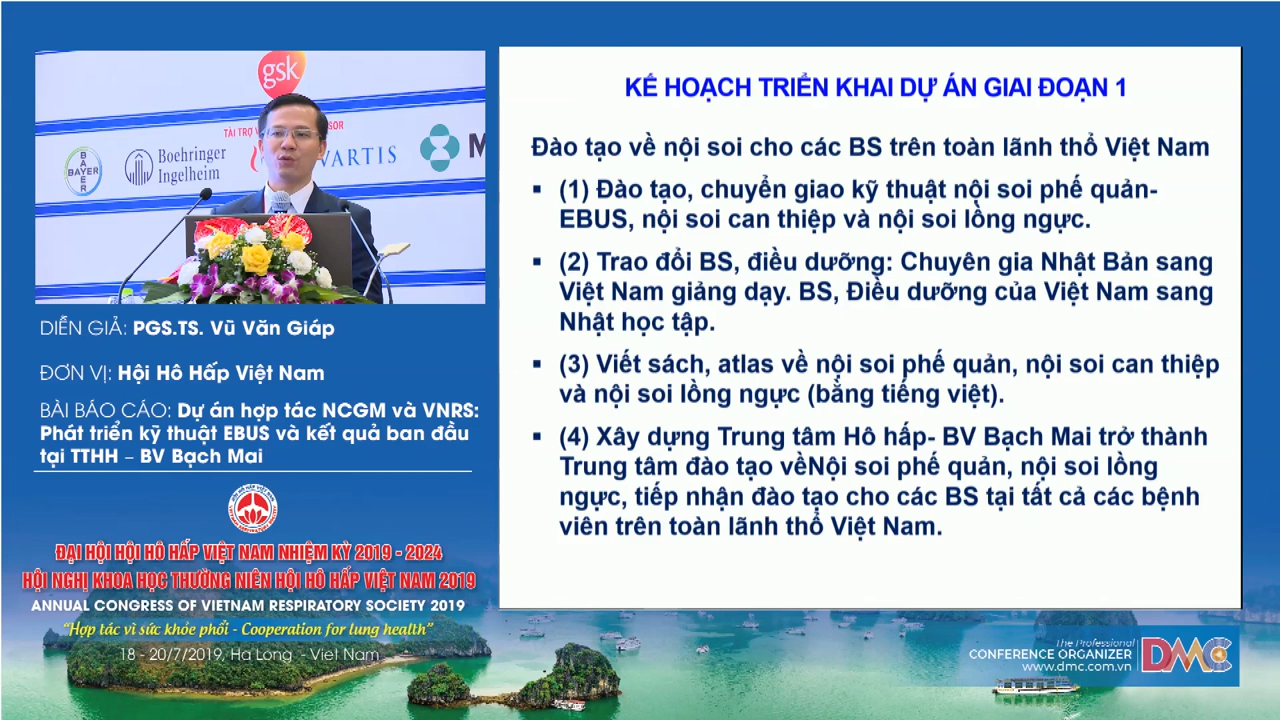 gsk
TÀI TRỢ V
SOR
BAYER
BAYER
Boehringer
Ingelheim
VARTIS
M
DIỄN GIẢ: PGS.TS. Vũ Văn Giáp
ĐƠN VỊ: Hội Hô Hấp Việt Nam
BÀI BÁO CÁO: Dự án hợp tác NCGM và VNRS:
Phát triển kỹ thuật EBUS và kết quả ban đầu
tại TTHH – BV Bạch Mai
ĐẠI HỘI HỘI HÔ HẤP VIỆT NAM NHIỆM KỲ 2019 - 2024
HỘI NGHỊ KHOA HỌC THƯỜNG NIÊN HỘI HÔ HẤP VIỆT NAM 2019
ANNUAL CONGRESS OF VIETNAM RESPIRATORY SOCIETY 2019
“Hợp tác vì sức khỏe phổi - Cooperation for lung health”
18 - 20/7/2019, Ha Long - Viet Nam
KẾ HOẠCH TRIỂN KHAI DỰ ÁN GIAI ĐOẠN 1
Đào tạo về nội soi cho các BS trên toàn lãnh thổ Việt Nam
▪ (1) Đào tạo, chuyển giao kỹ thuật nội soi phế quản-
EBUS, nội soi can thiệp và nội soi lồng ngực.
▪ (2) Trao đổi BS, điều dưỡng: Chuyên gia Nhật Bản sang
Việt Nam giảng dạy. BS, Điều dưỡng của Việt Nam sang
Nhật học tập.
▪ (3) Viết sách, atlas về nội soi phế quản, nội soi can thiệp
và nội soi lồng ngực (bằng tiếng việt).
▪ (4) Xây dựng Trung tâm Hô hấp- BV Bạch Mai trở thành
Trung tâm đào tạo vềNội soi phế quản, nội soi lồng
ngực, tiếp nhận đào tạo cho các BS tại tất cả các bệnh
viên trên toàn lãnh thổ Việt Nam.
The Professional
CONFERENCE ORGANIZER
www.dmc.com.vn
DMC